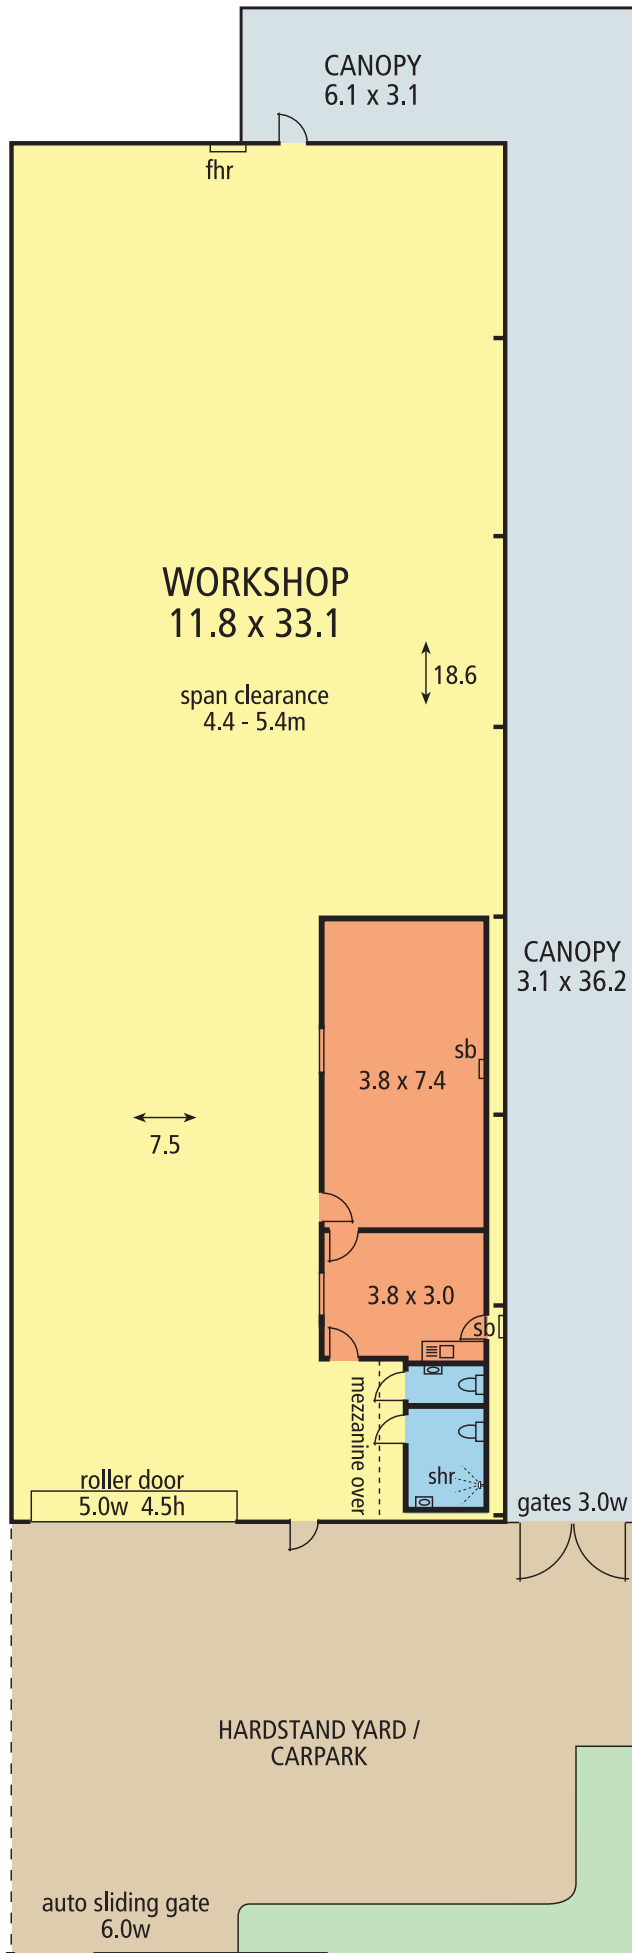 CANOPY
6.1 x 3.1
fhr
WORKSHOP
11.8 x 33.1
span clearance
4.4 - 5.4m
18.6
CANOPY
3.1 x 36.2
sb
3.8 x 7.4
7.5
3.8 x 3.0
sb
mezzanine over
shr
roller door
5.0w 4.5h
gates 3.0w
HARDSTAND YARD /
CARPARK
auto sliding gate
6.0w